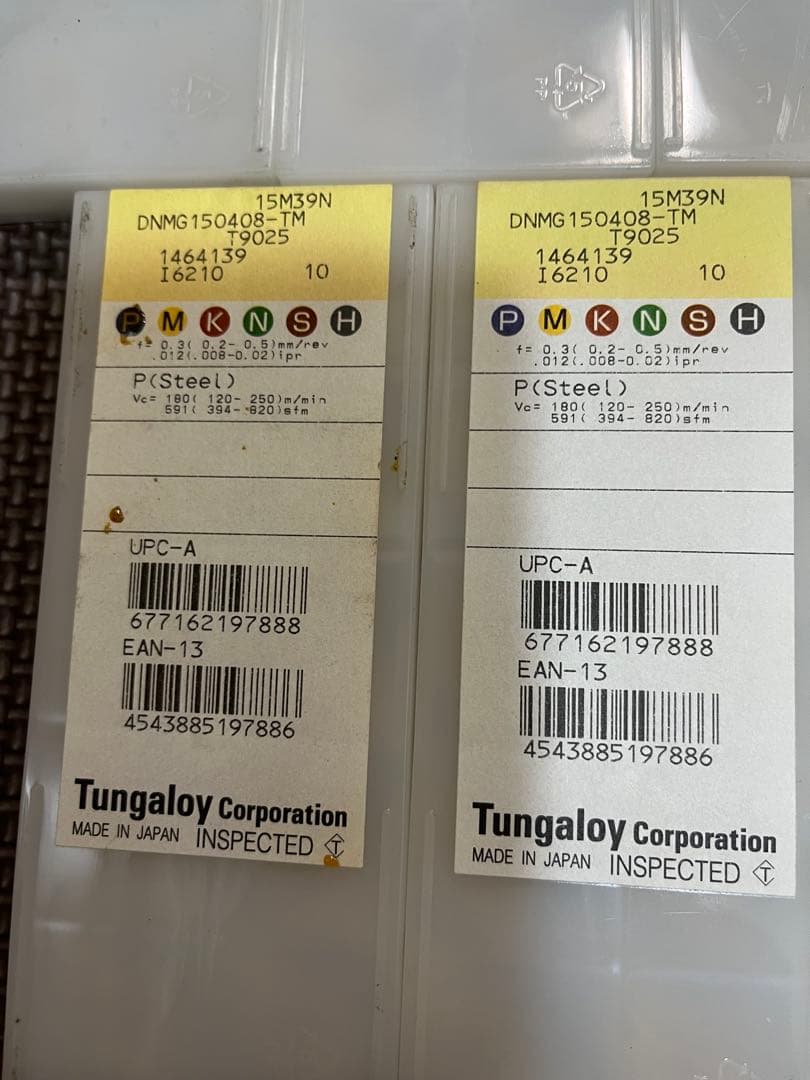 15M39N
DNMG150408-TM
T9025
1464139
I6210 10
P M K N S H
f= 0.3( 0.2- 0.5)mm/rev
.012(.008-0.02)ipr
P(Steel)
Vc= 180( 120- 250)m/min
591( 394- 820)sfm
UPC-A
677162197888
EAN-13
4543885197886
Tungaloy Corporation
MADE IN JAPAN INSPECTED T
15M39N
DNMG150408-TM
T9025
1464139
I6210 10
P M K N S H
f= 0.3( 0.2- 0.5)mm/rev
.012(.008-0.02)ipr
P(Steel)
Vc= 180( 120- 250)m/min
591( 394- 820)sfm
UPC-A
677162197888
EAN-13
4543885197886
Tungaloy Corporation
MADE IN JAPAN INSPECTED T